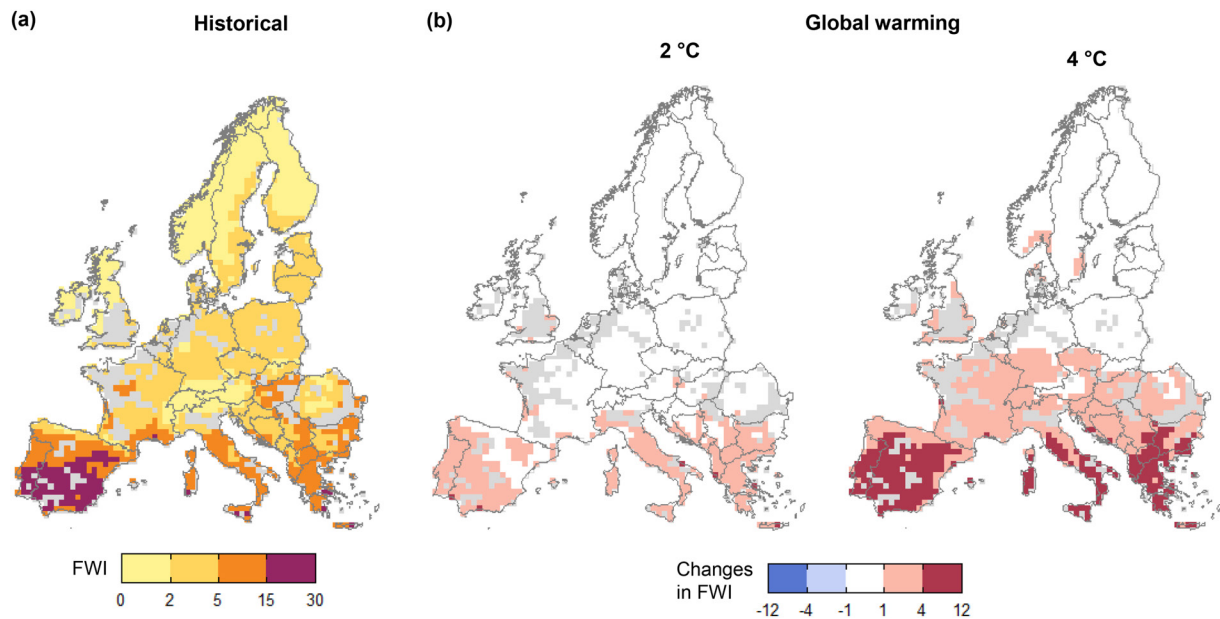 (a)
Historical
(b)
Global warming
2 °C
4 °C
FWI
0 2 5 15 30
Changes
in FWI
-12 -4 -1 1 4 12